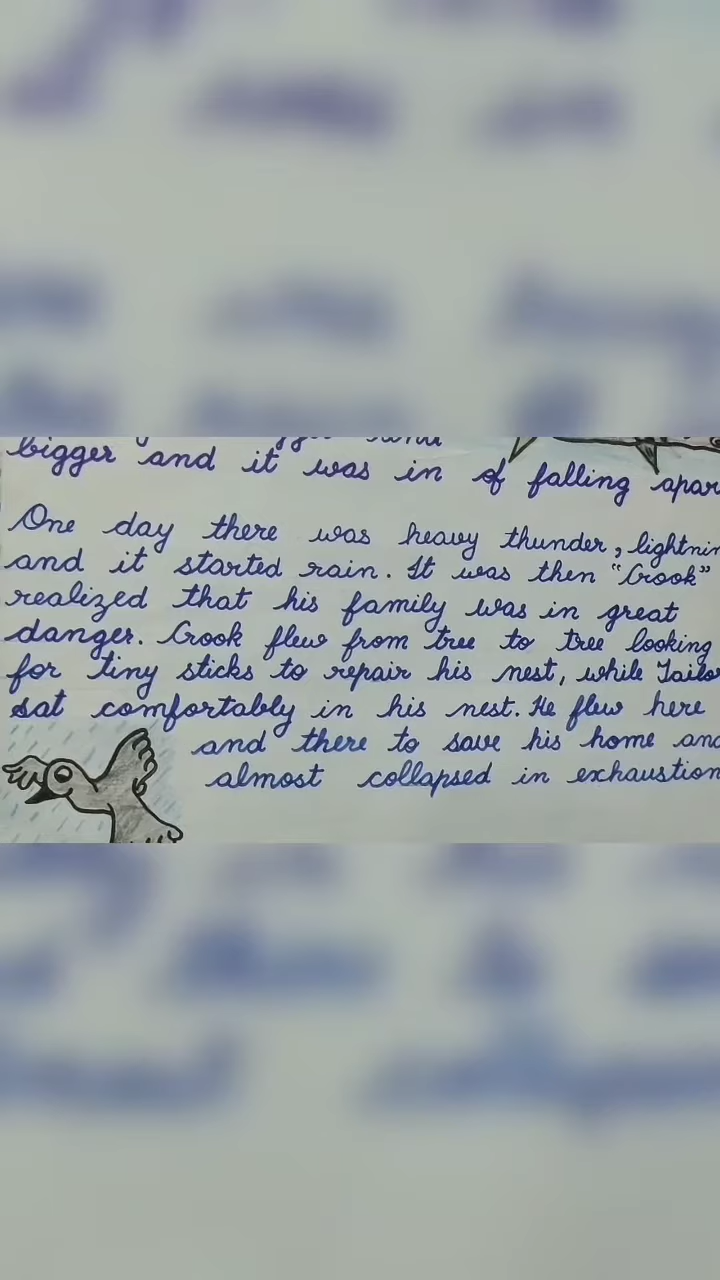 bigger and it was in of falling apar
One day there was heavy thunder, lightnin
and it started rain. It was then "Crook"
realized that his family was in great
danger. Crook flew from tree to tree looking
for tiny sticks to repair his nest, while Tailo
sat comfortably in his nest. He flew here
and there to save his home and
almost collapsed in exhaustion